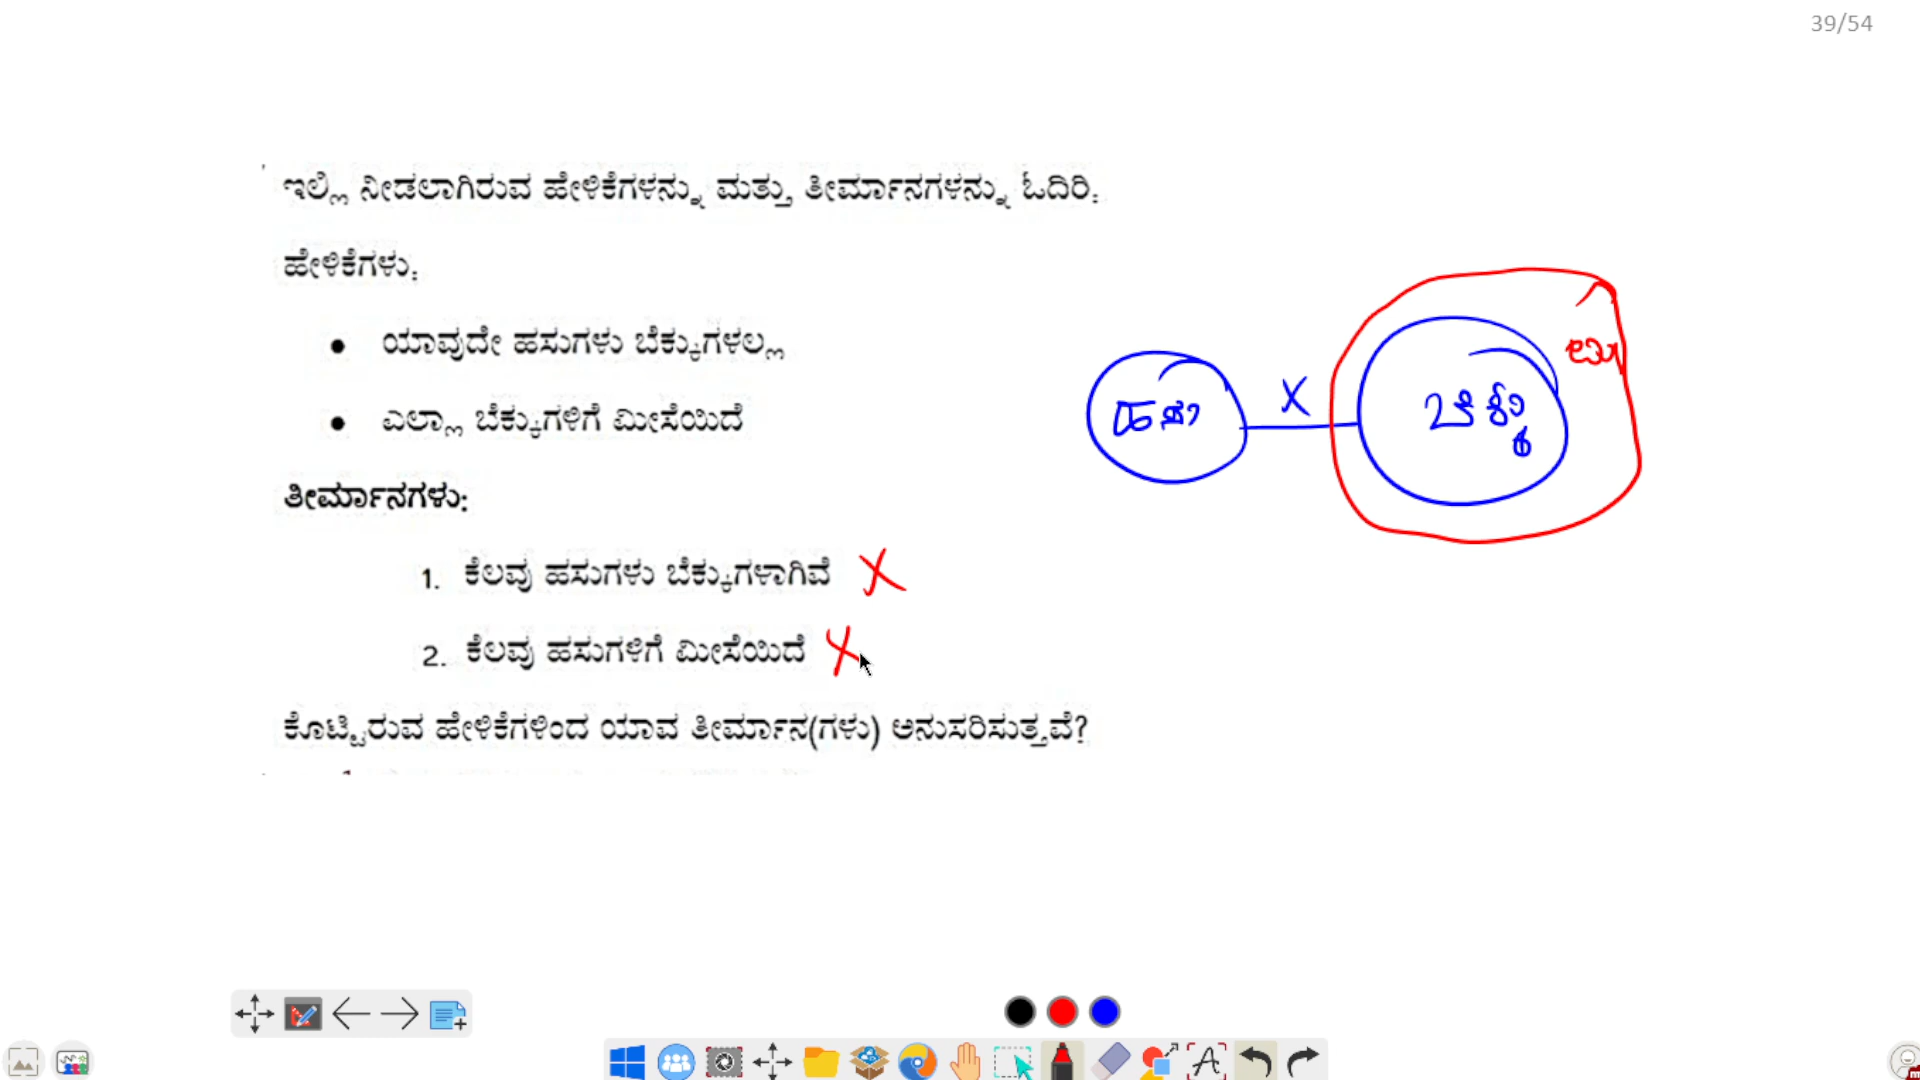 39/54
ಇಲ್ಲಿ ನೀಡಲಾಗಿರುವ ಹೇಳಿಕೆಗಳನ್ನು ಮತ್ತು ತೀರ್ಮಾನಗಳನ್ನು ಓದಿರಿ:
ಹೇಳಿಕೆಗಳು:
• ಯಾವುದೇ ಹಸುಗಳು ಬೆಕ್ಕುಗಳಲ್ಲ
• ಎಲ್ಲಾ ಬೆಕ್ಕುಗಳಿಗೆ ಮೀಸೆಯಿದೆ
ತೀರ್ಮಾನಗಳು:
1. ಕೆಲವು ಹಸುಗಳು ಬೆಕ್ಕುಗಳಾಗಿವೆ X
2. ಕೆಲವು ಹಸುಗಳಿಗೆ ಮೀಸೆಯಿದೆ X
ಕೊಟ್ಟಿರುವ ಹೇಳಿಕೆಗಳಿಂದ ಯಾವ ತೀರ್ಮಾನ(ಗಳು) ಅನುಸರಿಸುತ್ತವೆ?
ಹಸು X ಬೆಕ್ಕು
ಮೀ